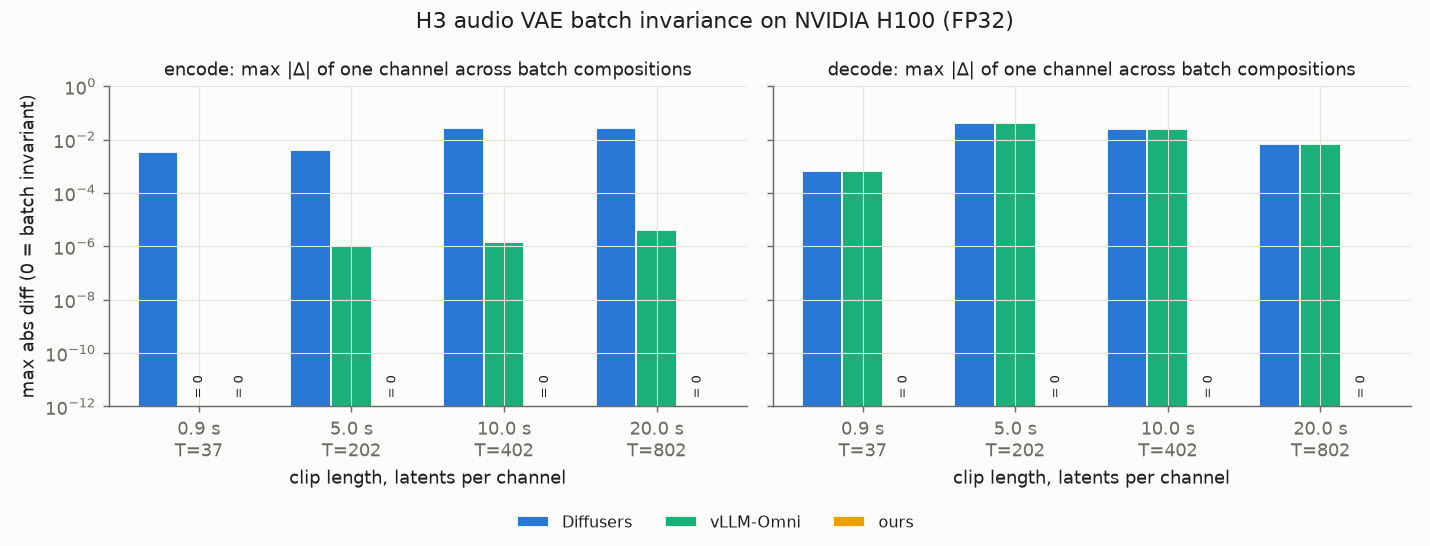 H3 audio VAE batch invariance on NVIDIA H100 (FP32)
encode: max |Δ| of one channel across batch compositions
decode: max |Δ| of one channel across batch compositions
max abs diff (0 = batch invariant)
10⁰
10⁻²
10⁻⁴
10⁻⁶
10⁻⁸
10⁻¹⁰
10⁻¹²
= 0
= 0
= 0
= 0
= 0
= 0
= 0
= 0
= 0
0.9 s
T=37
5.0 s
T=202
10.0 s
T=402
20.0 s
T=802
0.9 s
T=37
5.0 s
T=202
10.0 s
T=402
20.0 s
T=802
clip length, latents per channel
clip length, latents per channel
Diffusers
vLLM-Omni
ours